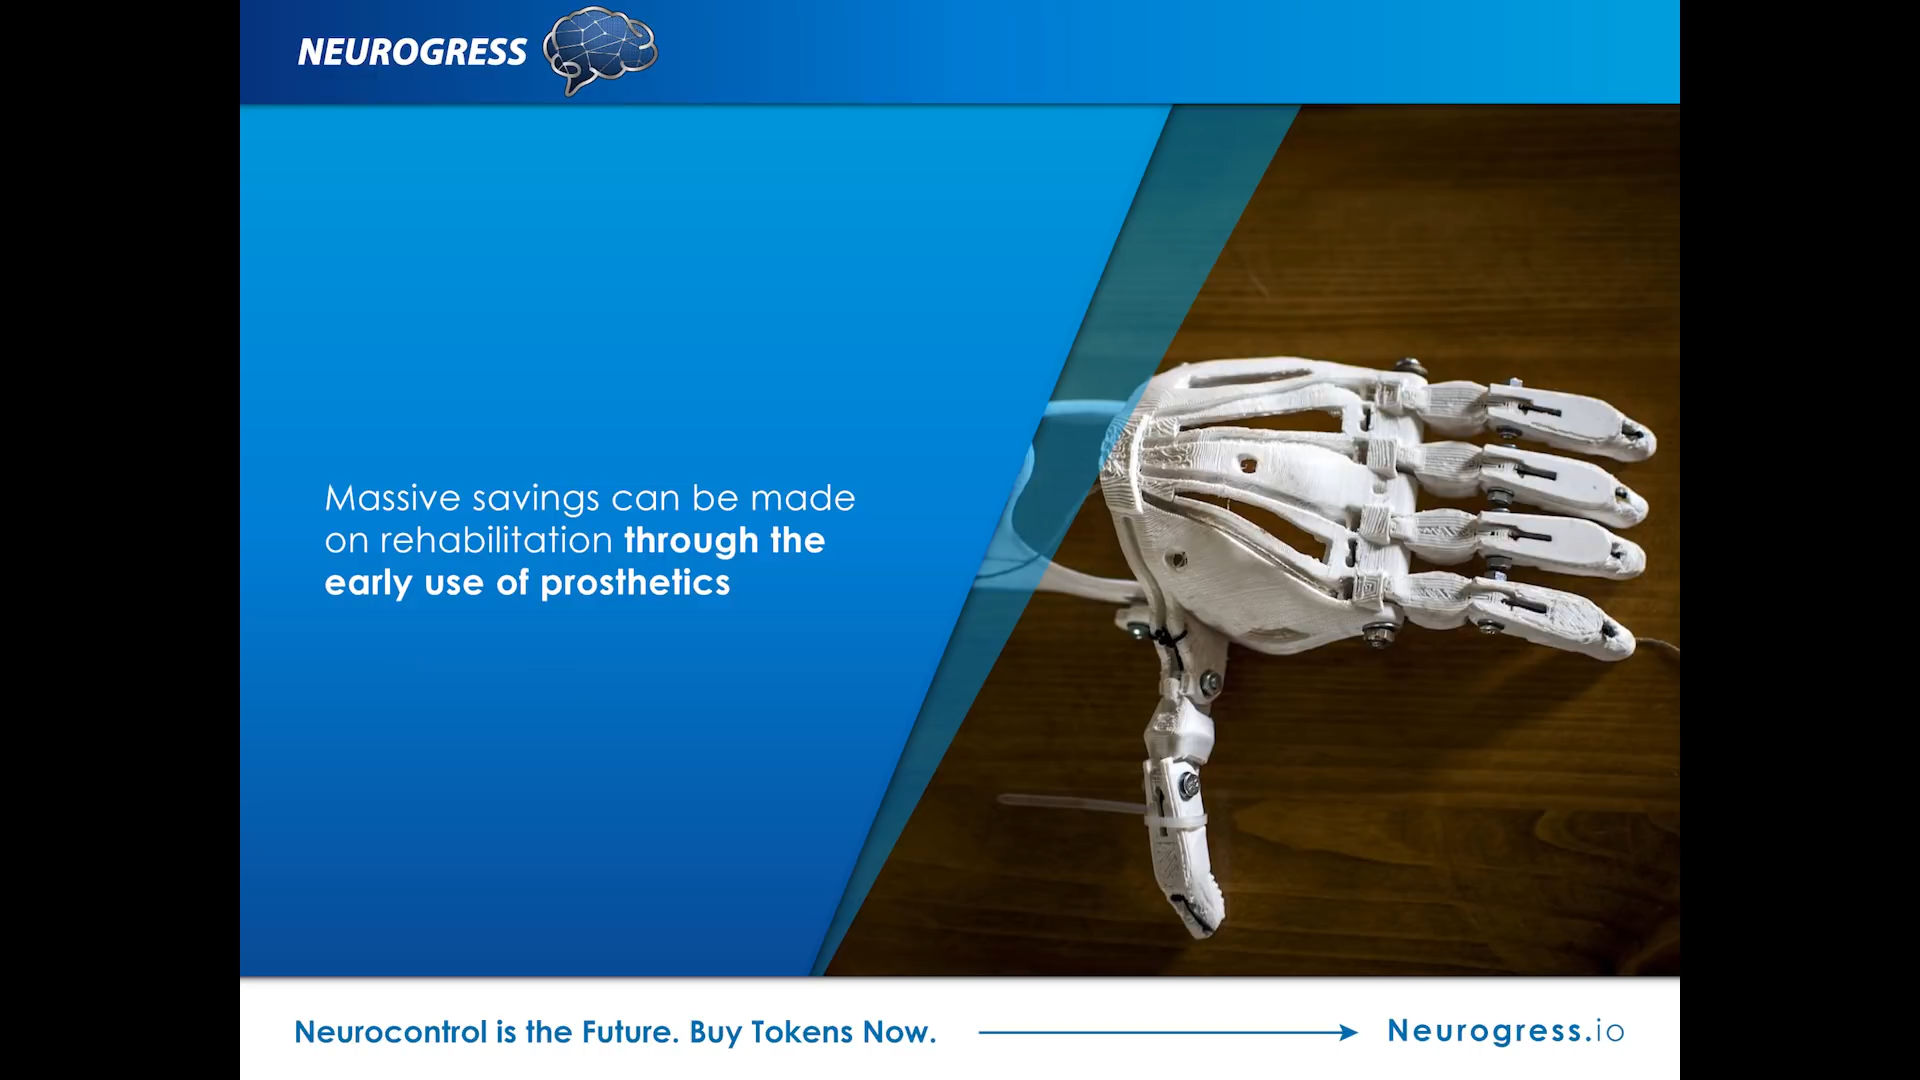 NEUROGRESS
Massive savings can be made
on rehabilitation through the
early use of prosthetics
Neurocontrol is the Future. Buy Tokens Now.
Neurogress.io